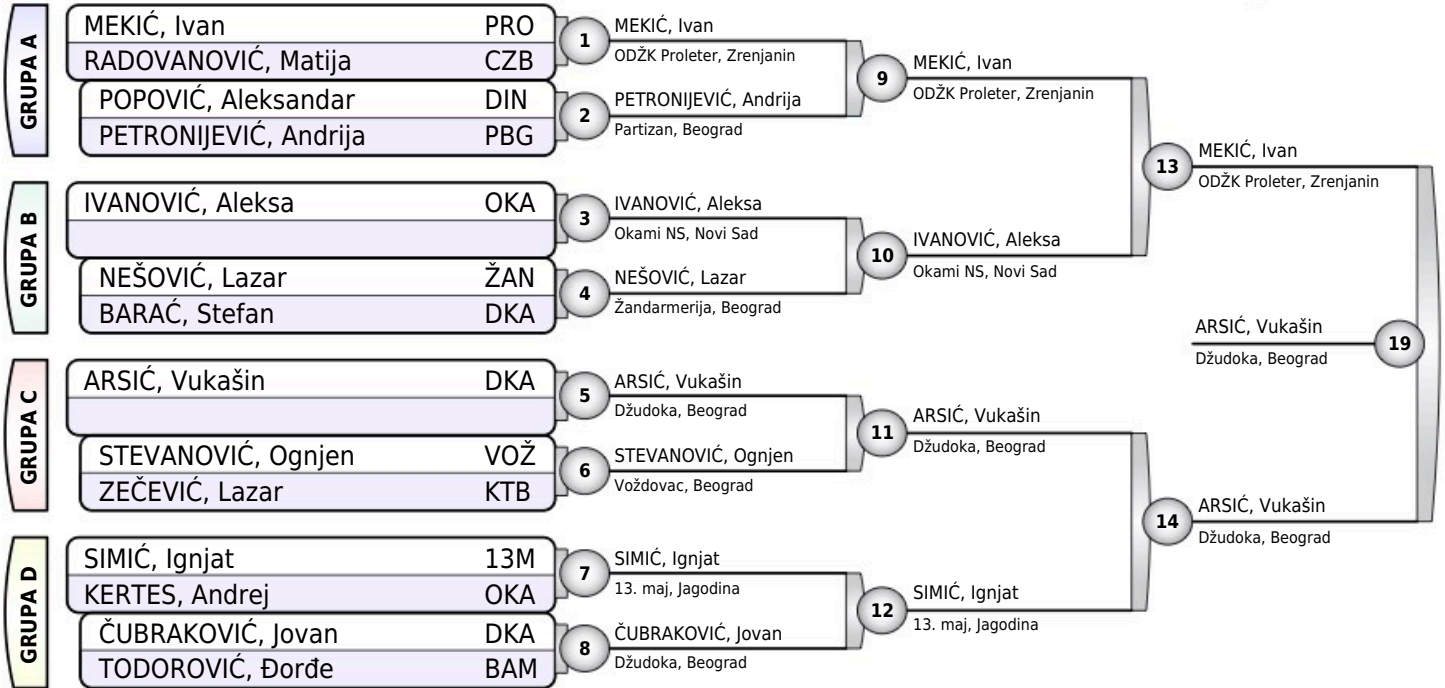 GRUPA A
MEKIĆ, Ivan PRO
RADOVANOVIĆ, Matija CZB
POPOVIĆ, Aleksandar DIN
PETRONIJEVIĆ, Andrija PBG
GRUPA B
IVANOVIĆ, Aleksa OKA
NEŠOVIĆ, Lazar ŽAN
BARAĆ, Stefan DKA
GRUPA C
ARSIĆ, Vukašin DKA
STEVANOVIĆ, Ognjen VOŽ
ZEČEVIĆ, Lazar KTB
GRUPA D
SIMIĆ, Ignjat 13M
KERTES, Andrej OKA
ČUBRAKOVIĆ, Jovan DKA
TODOROVIĆ, Đorđe BAM
1
MEKIĆ, Ivan
ODŽK Proleter, Zrenjanin
2
PETRONIJEVIĆ, Andrija
Partizan, Beograd
3
IVANOVIĆ, Aleksa
Okami NS, Novi Sad
4
NEŠOVIĆ, Lazar
Žandarmerija, Beograd
5
ARSIĆ, Vukašin
Džudoka, Beograd
6
STEVANOVIĆ, Ognjen
Voždovac, Beograd
7
SIMIĆ, Ignjat
13. maj, Jagodina
8
ČUBRAKOVIĆ, Jovan
Džudoka, Beograd
9
MEKIĆ, Ivan
ODŽK Proleter, Zrenjanin
10
IVANOVIĆ, Aleksa
Okami NS, Novi Sad
11
ARSIĆ, Vukašin
Džudoka, Beograd
12
SIMIĆ, Ignjat
13. maj, Jagodina
13
MEKIĆ, Ivan
ODŽK Proleter, Zrenjanin
14
ARSIĆ, Vukašin
Džudoka, Beograd
ARSIĆ, Vukašin
Džudoka, Beograd
19